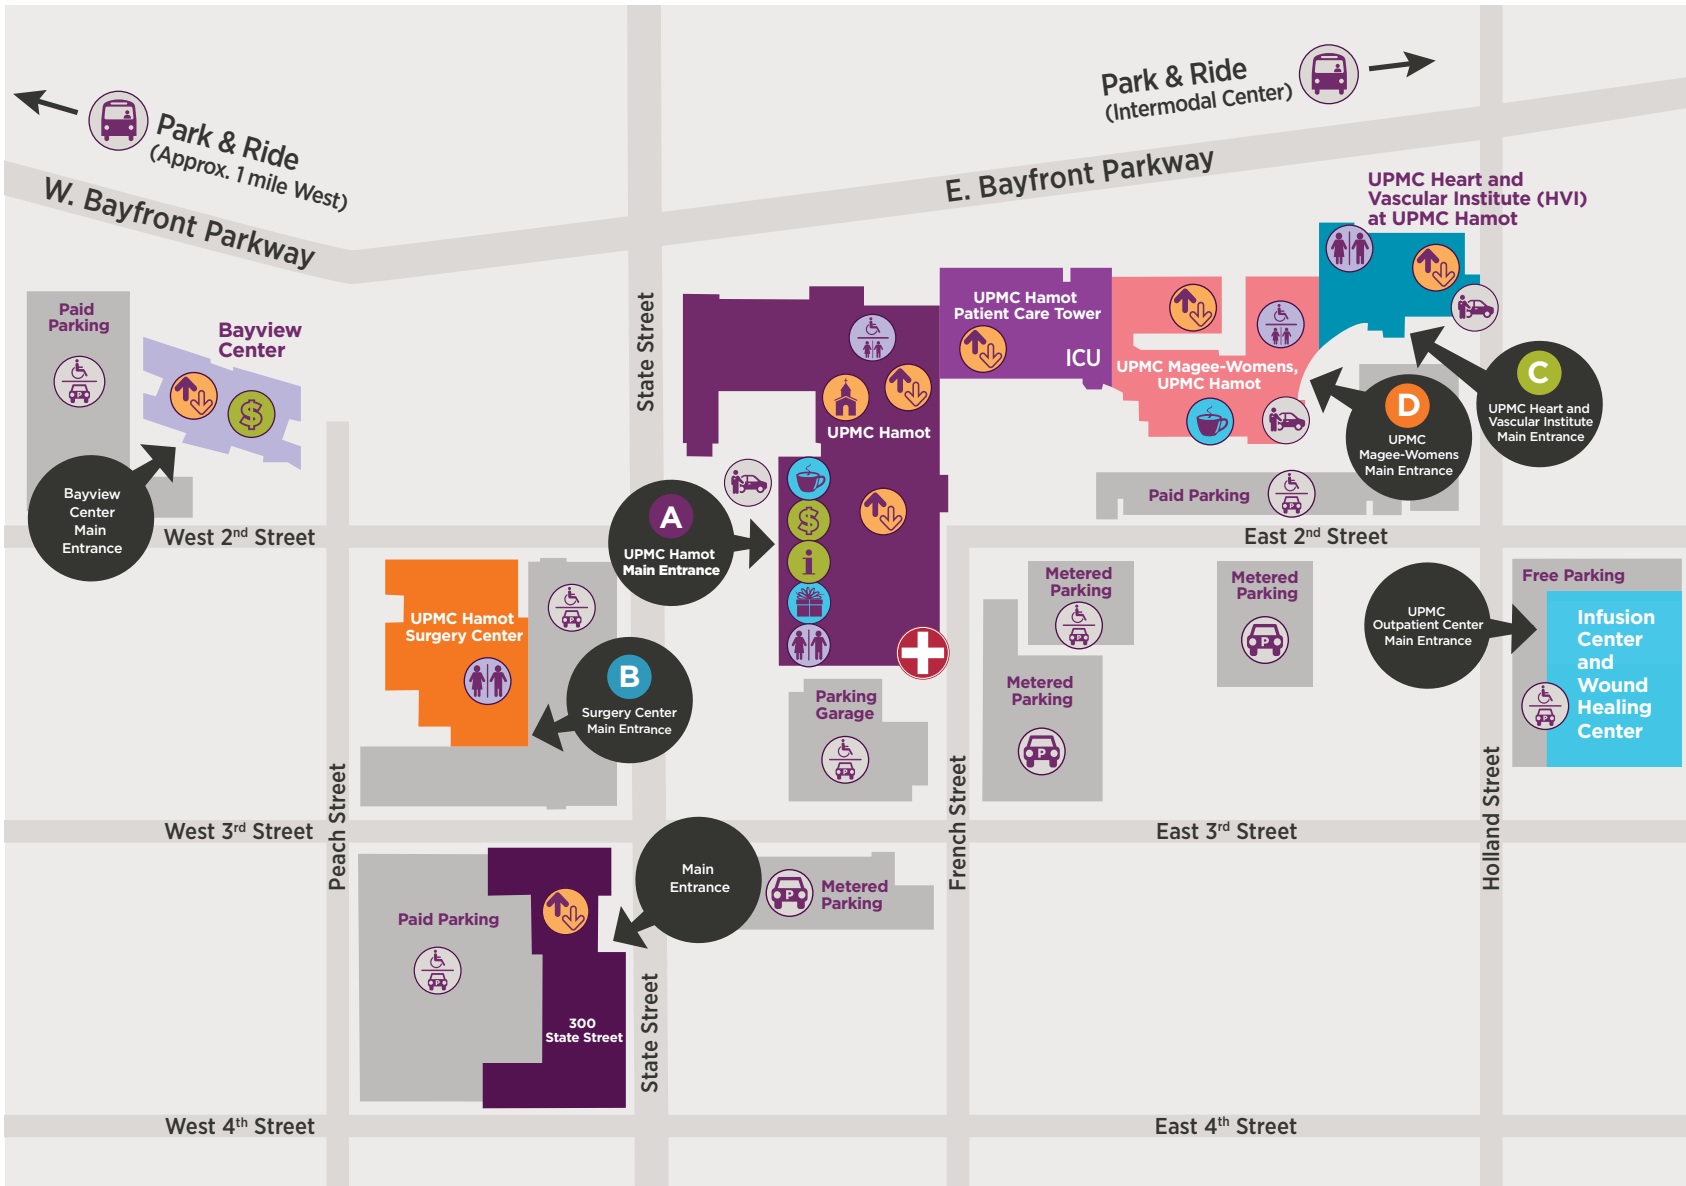 Park & Ride
(Approx. 1 mile West)
W. Bayfront Parkway
Park & Ride
(Intermodal Center)
E. Bayfront Parkway
UPMC Heart and
Vascular Institute (HVI)
at UPMC Hamot
Paid
Parking
Bayview
Center
$
Bayview
Center
Main
Entrance
State Street
UPMC Hamot
Patient Care Tower
ICU
UPMC Magee-Womens,
UPMC Hamot
UPMC Hamot
C
UPMC Heart and
Vascular Institute
Main Entrance
D
UPMC
Magee-Womens
Main Entrance
Paid Parking
P
A
UPMC Hamot
Main Entrance
$
i
West 2nd Street
East 2nd Street
UPMC Hamot
Surgery Center
P
B
Surgery Center
Main Entrance
Parking
Garage
P
Metered
Parking
P
Metered
Parking
P
Metered
Parking
P
UPMC
Outpatient Center
Main Entrance
Free Parking
Infusion
Center
and
Wound
Healing
Center
P
Peach Street
French Street
Holland Street
West 3rd Street
East 3rd Street
Main
Entrance
P
Metered
Parking
Paid Parking
P
300
State Street
State Street
West 4th Street
East 4th Street